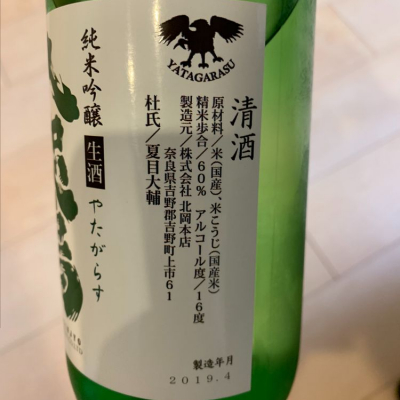 YATAGARASU
清酒
原材料/米(国産)、米こうじ(国産米)
精米歩合/60% アルコール度/16度
製造元/株式会社 北岡本店
奈良県吉野郡吉野町上市61
杜氏/夏目大輔
純米吟醸 生酒 やたがらす
製造年月
2019.4